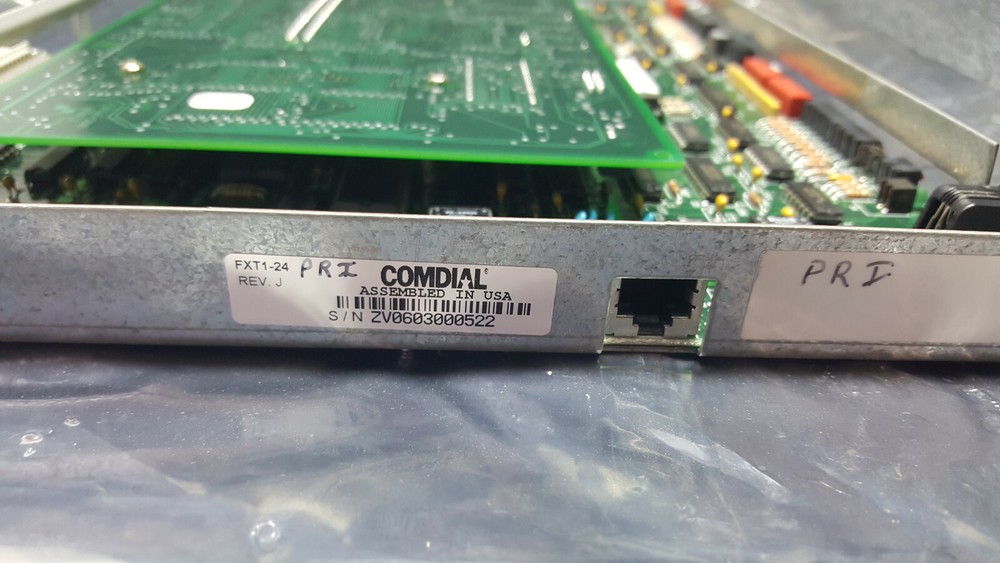 FXT1-24 PRI COMDIAL®
REV. J
ASSEMBLED IN USA
S/N ZV0603000522
PRI